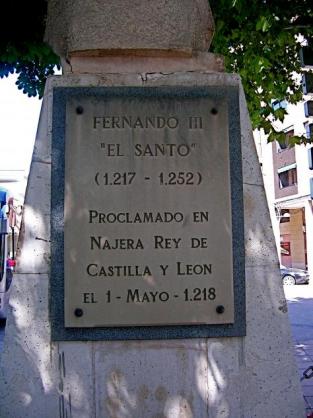 FERNANDO III
"EL SANTO"
(1.217 - 1.252)
PROCLAMADO EN
NAJERA REY DE
CASTILLA Y LEON
EL 1 - MAYO - 1.218